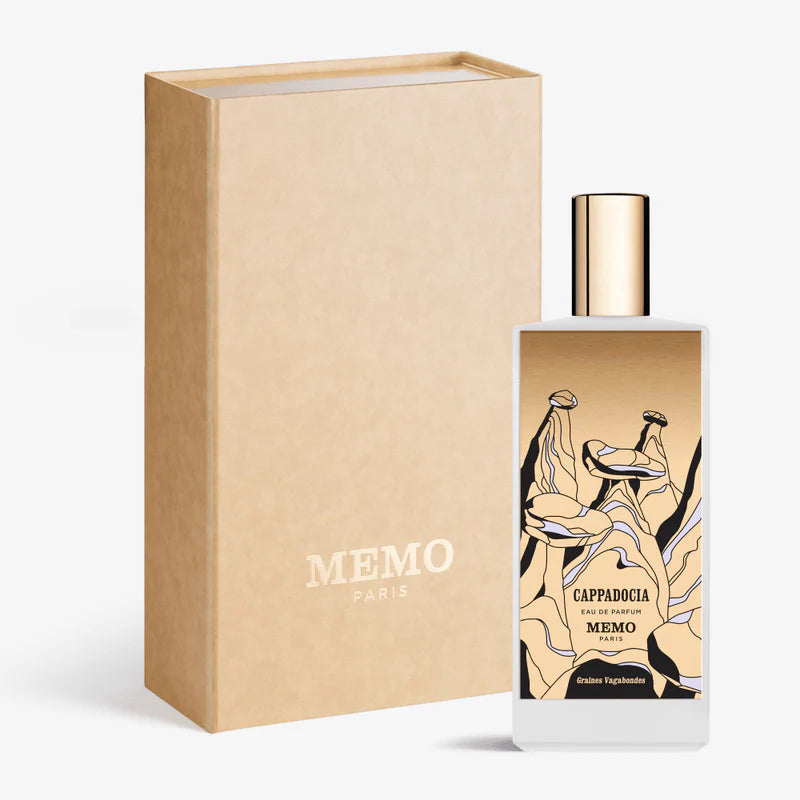 MEMO
PARIS
CAPPADOCIA
EAU DE PARFUM
MEMO
PARIS
Graines Vagabondes